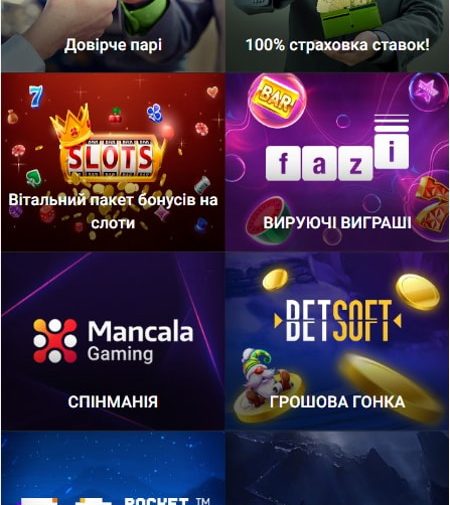 Довірче парі
100% страховка ставок!
7
SLOTS
Вітальний пакет бонусів на
слоти
BAR
fazi
ВИРУЮЧІ ВИГРАШІ
Mancala
Gaming
СПІНМАНІЯ
BETSOFT
ГРОШОВА ГОНКА
ROCKET ™